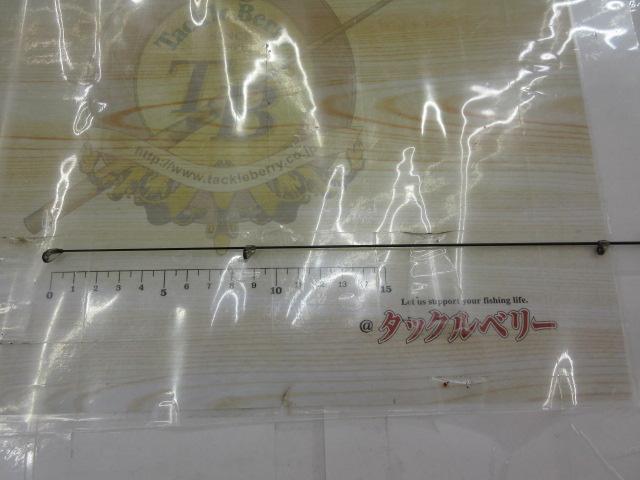 Tackle Berry
TB
http://www.tackleberry.co.jp
0 1 2 3 4 5 6 7 8 9 10 11 12 13 14 15
Let us support your fishing life.
@タックルベリー